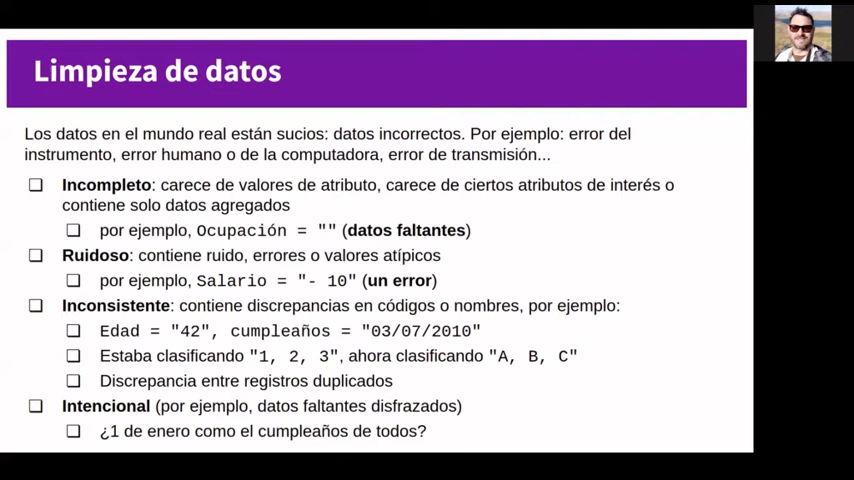 Limpieza de datos
Los datos en el mundo real están sucios: datos incorrectos. Por ejemplo: error del
instrumento, error humano o de la computadora, error de transmisión...
❏ Incompleto: carece de valores de atributo, carece de ciertos atributos de interés o
contiene solo datos agregados
❏ por ejemplo, Ocupación = "" (datos faltantes)
❏ Ruidoso: contiene ruido, errores o valores atípicos
❏ por ejemplo, Salario = "- 10" (un error)
❏ Inconsistente: contiene discrepancias en códigos o nombres, por ejemplo:
❏ Edad = "42", cumpleaños = "03/07/2010"
❏ Estaba clasificando "1, 2, 3", ahora clasificando "A, B, C"
❏ Discrepancia entre registros duplicados
❏ Intencional (por ejemplo, datos faltantes disfrazados)
❏ ¿1 de enero como el cumpleaños de todos?